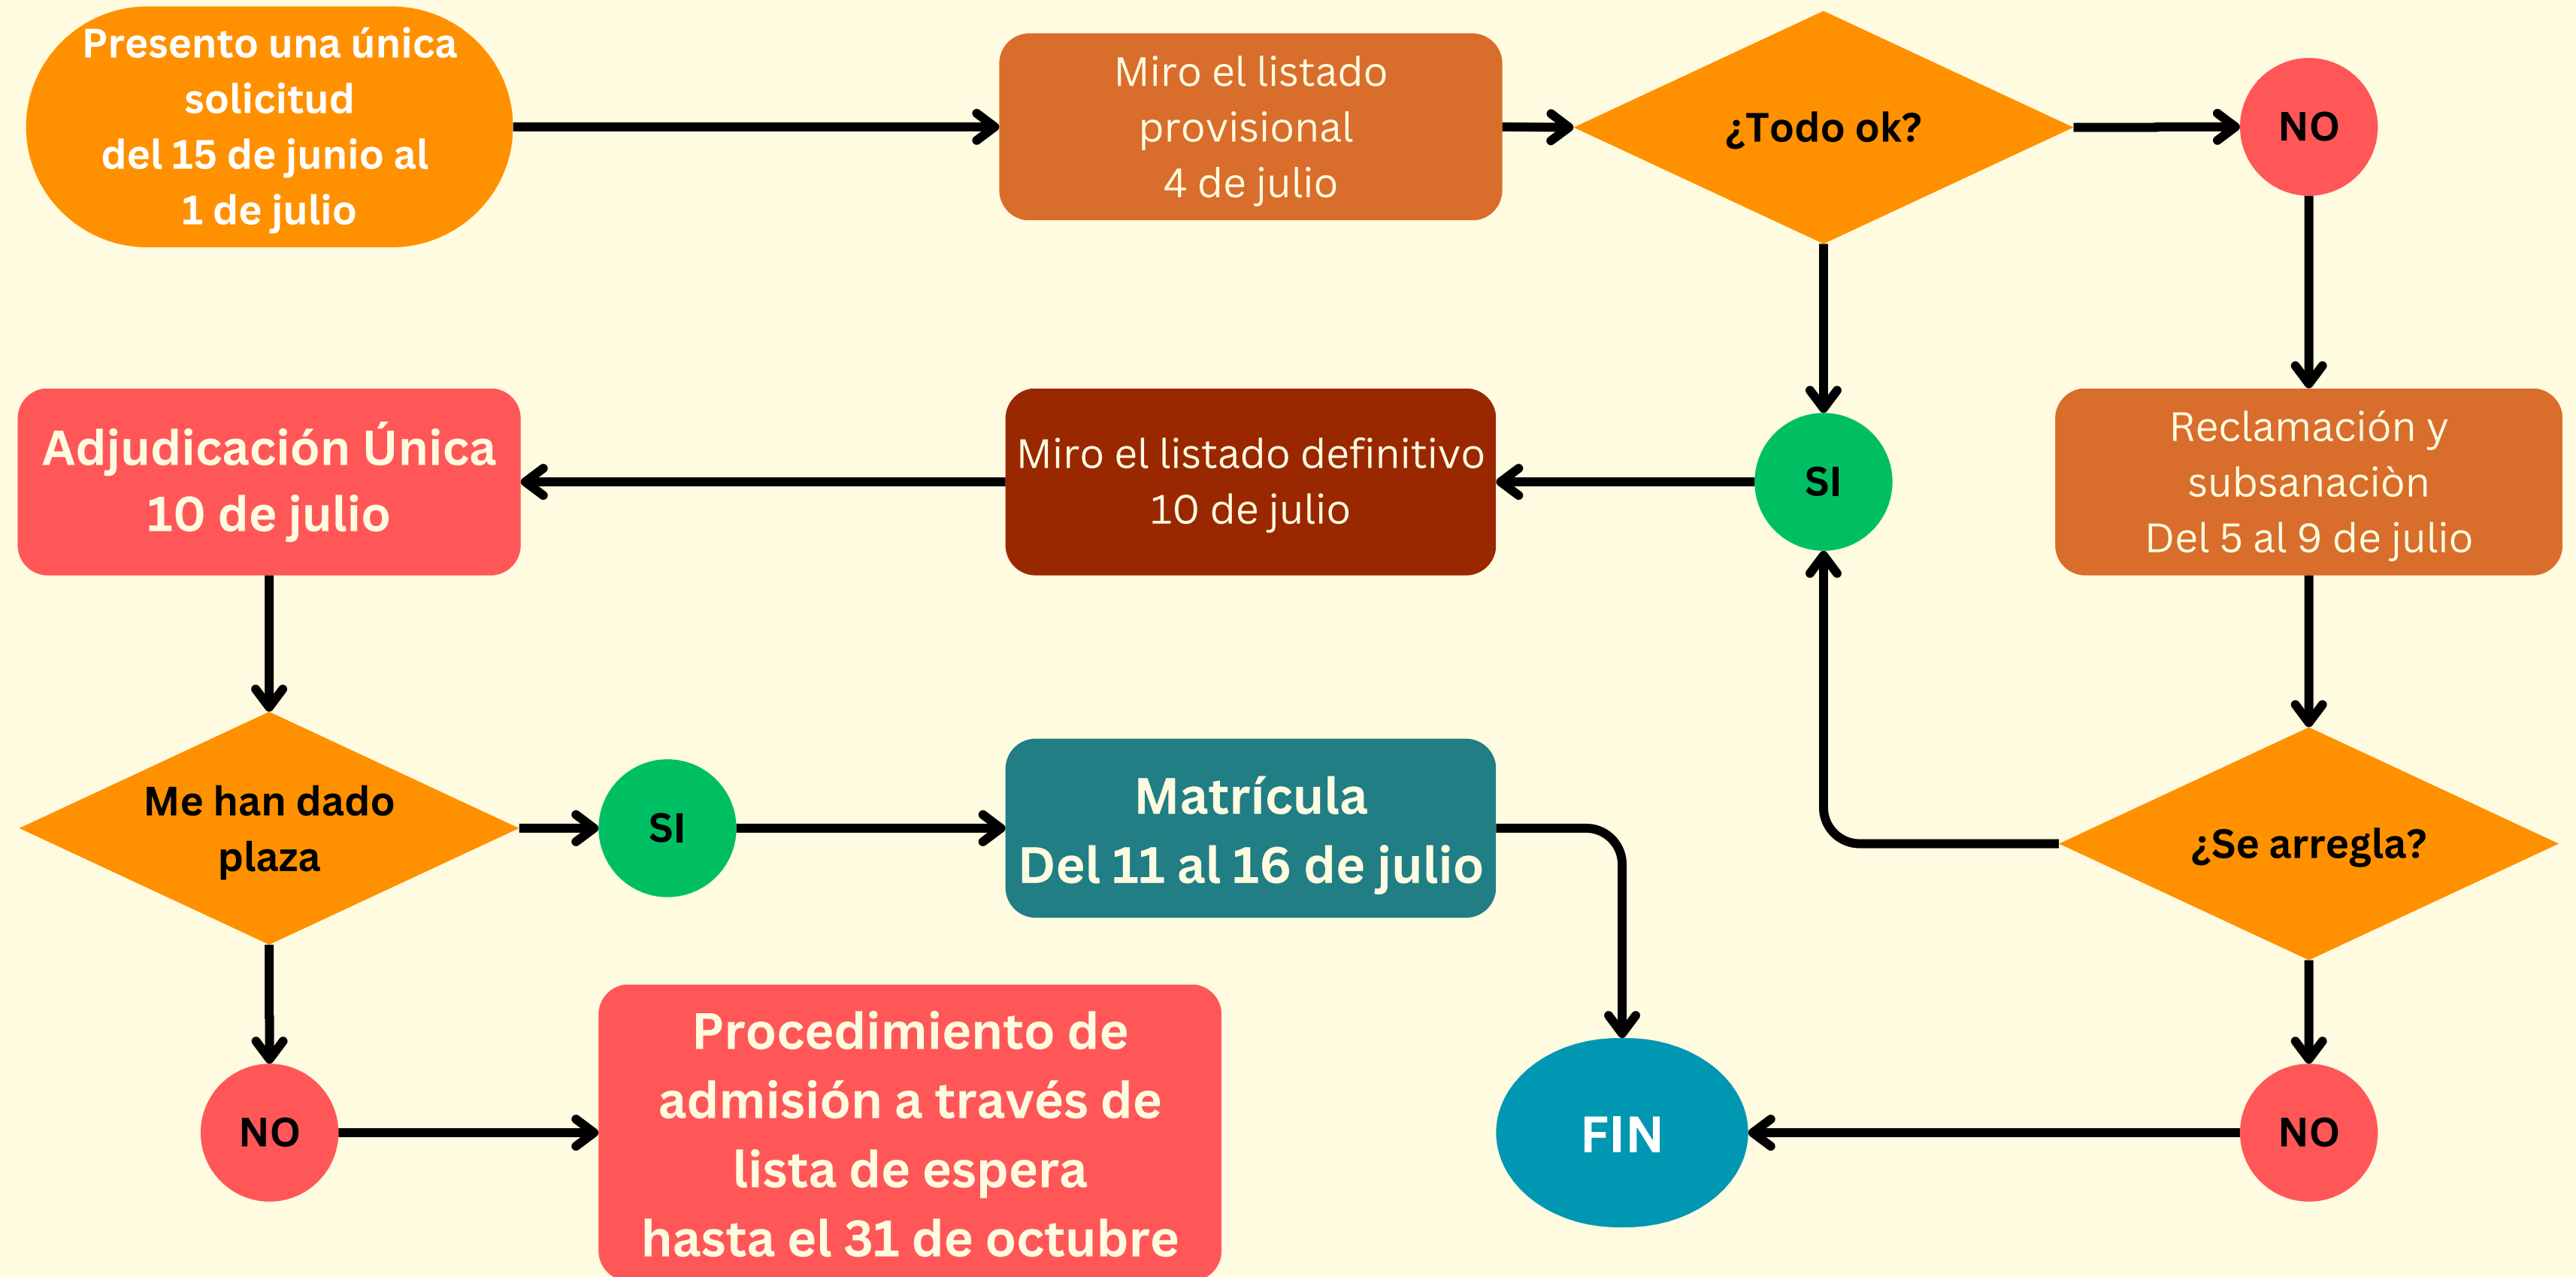 Presento una única
solicitud
del 15 de junio al
1 de julio
Miro el listado
provisional
4 de julio
¿Todo ok?
NO
Adjudicación Única
10 de julio
Miro el listado definitivo
10 de julio
SI
Reclamación y
subsanaciòn
Del 5 al 9 de julio
Me han dado
plaza
SI
Matrícula
Del 11 al 16 de julio
¿Se arregla?
NO
Procedimiento de
admisión a través de
lista de espera
hasta el 31 de octubre
FIN
NO